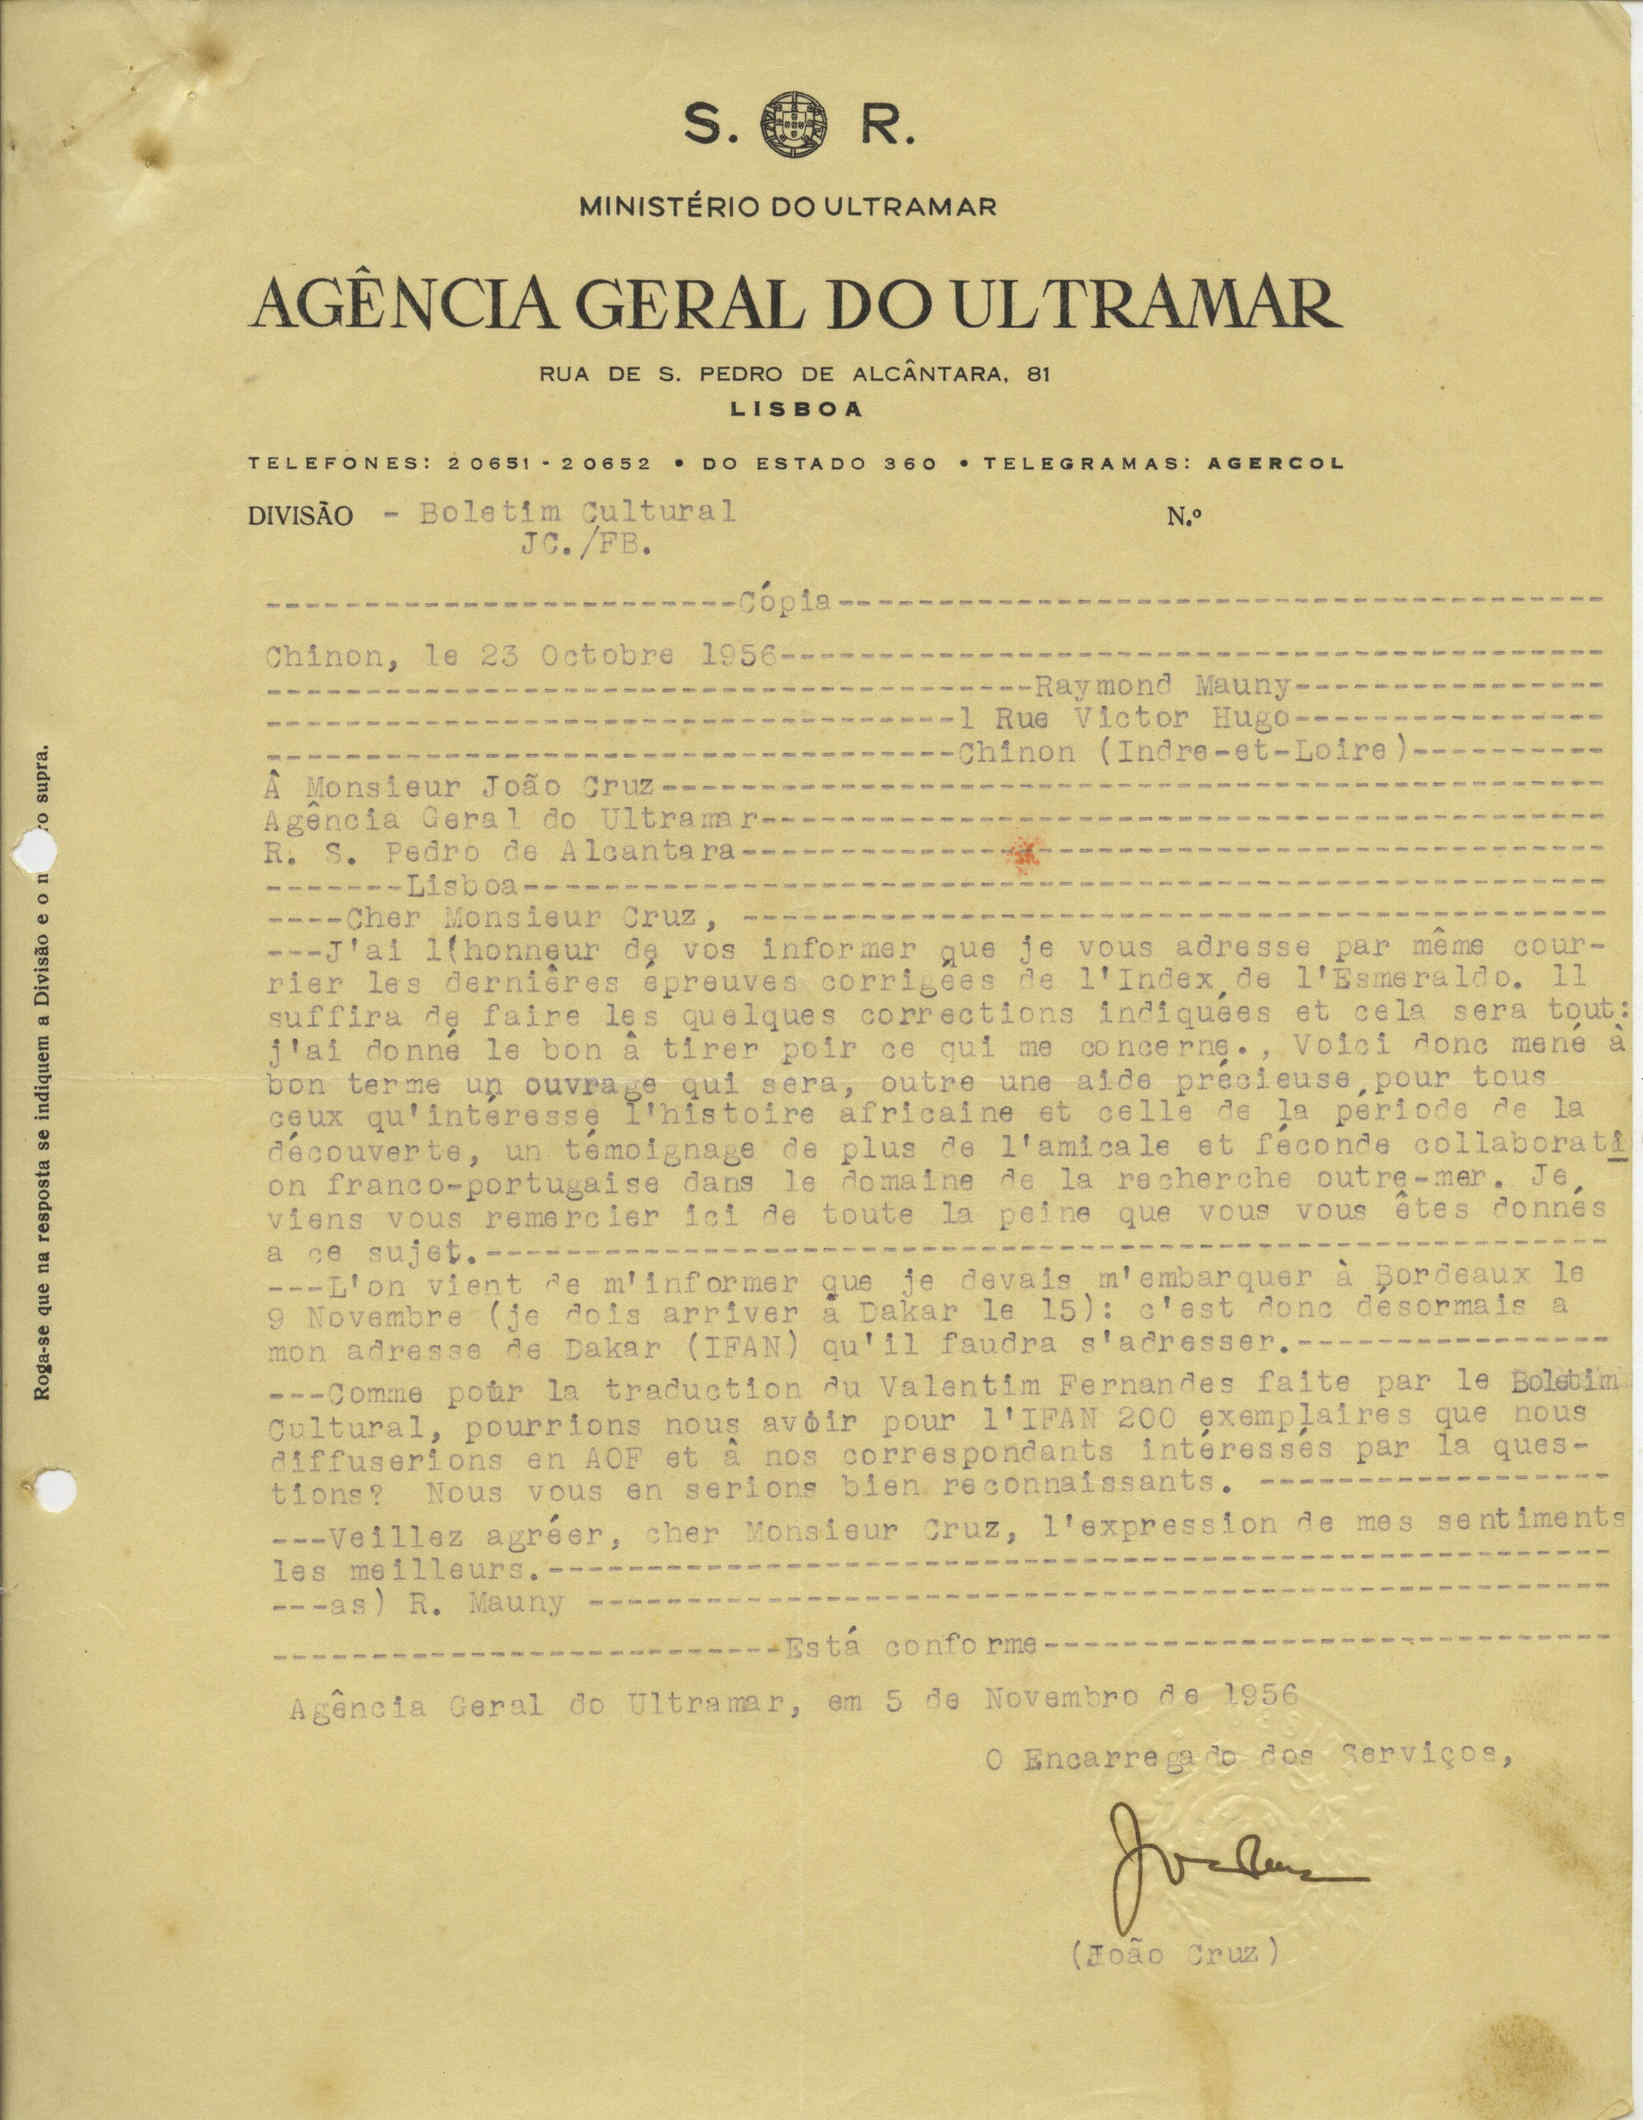 S. R.
MINISTÉRIO DO ULTRAMAR
AGÊNCIA GERAL DO ULTRAMAR
RUA DE S. PEDRO DE ALCÂNTARA, 81
LISBOA
TELEFONES: 20651-20652 • DO ESTADO 360 • TELEGRAMAS: AGERCOL
DIVISÃO - Boletim Cultural N.º
JC./FB.
------------------------Cópia---------------------------------------
Chinon, le 23 Octobre 1956------------------------------------------
---------------------------------------Raymond Mauny----------------
-----------------------------------1 Rue Victor Hugo----------------
-----------------------------------Chinon (Indre-et-Loire)----------
Â Monsieur João Cruz------------------------------------------------
Agência Geral do Ultramar-------------------------------------------
R. S. Pedro de Alcantara--------------------------------------------
-------Lisboa-------------------------------------------------------
----Cher Monsieur Cruz, --------------------------------------------
---J'ai l(honneur de vos informer que je vous adresse par même cour-
rier les dernières épreuves corrigées de l'Index de l'Esmeraldo. Il
suffira de faire les quelques corrections indiquées et cela sera tout:
j'ai donné le bon â tirer poir ce qui me concerne., Voici donc mené à
bon terme un ouvrage qui sera, outre une aide précieuse pour tous
ceux qu'intéresse l'histoire africaine et celle de la période de la
découverte, un témoignage de plus de l'amicale et féconde collaborati
on franco-portugaise dans le domaine de la recherche outre-mer. Je
viens vous remercier ici de toute la peine que vous vous êtes donnés
a ce sujet.---------------------------------------------------------
---L'on vient de m'informer que je devais m'embarquer à Bordeaux le
9 Novembre (je dois arriver à Dakar le 15): c'est donc désormais a
mon adresse de Dakar (IFAN) qu'il faudra s'adresser.----------------
---Comme pour la traduction du Valentim Fernandes faite par le Boletim
Cultural, pourrions nous avoir pour l'IFAN 200 exemplaires que nous
diffuserions en AOF et â nos correspondants intéressés par la ques-
tions? Nous vous en serions bien reconnaissants. ------------------
---Veillez agréer, cher Monsieur Cruz, l'expression de mes sentiments
les meilleurs.------------------------------------------------------
---as) R. Mauny ----------------------------------------------------
--------------------------Está conforme-----------------------------
Agência Geral do Ultramar, em 5 de Novembro de 1956
O Encarregado dos Serviços,
(João Cruz)
Roga-se que na resposta se indiquem a Divisão e o n ro supra.